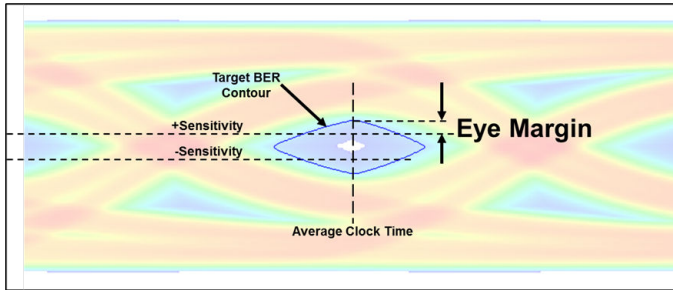 Target BER
Contour
+Sensitivity
-Sensitivity
Eye Margin
Average Clock Time